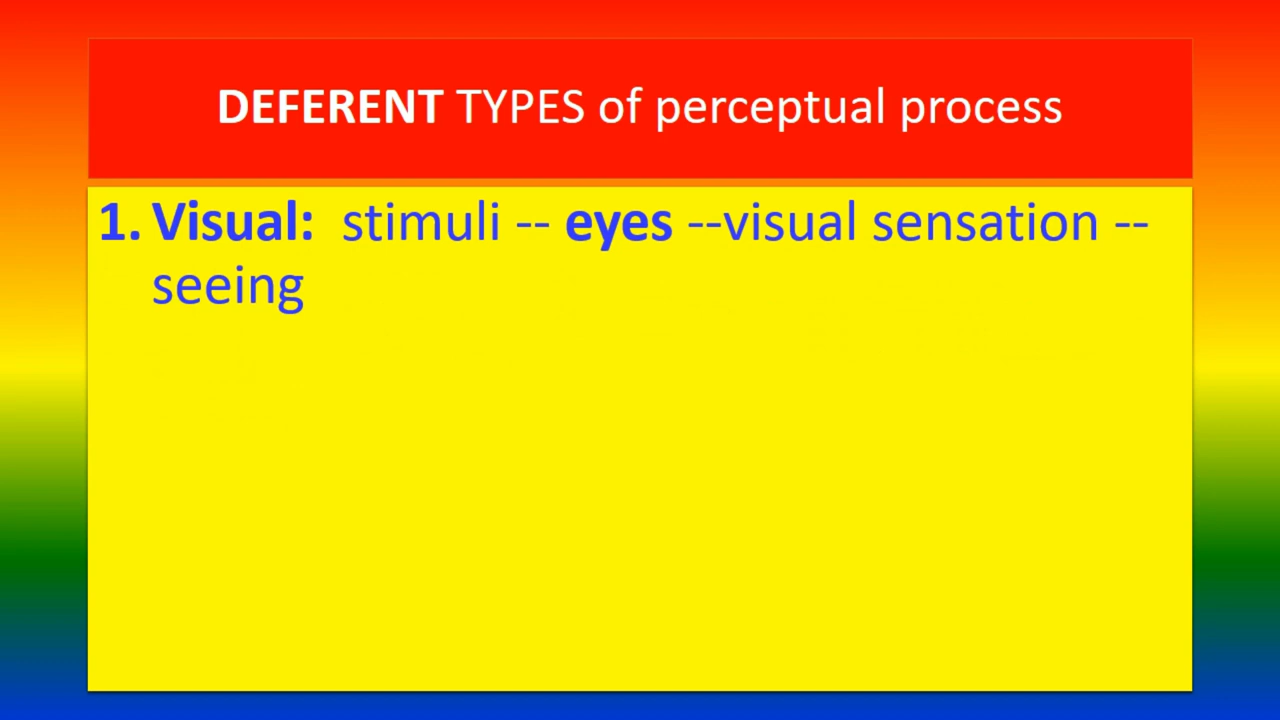 DEFERENT TYPES of perceptual process
1. Visual:  stimuli -- eyes --visual sensation --
seeing